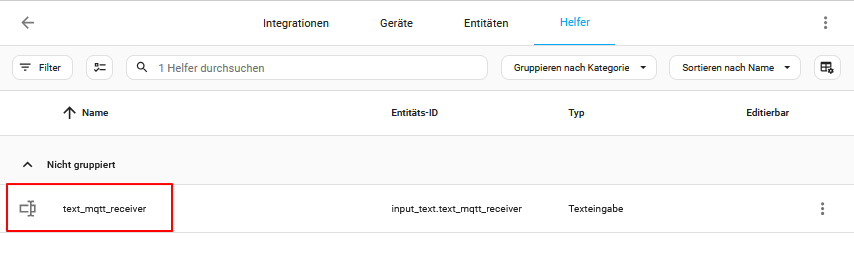 Integrationen Geräte Entitäten Helfer
Filter 1 Helfer durchsuchen Gruppieren nach Kategorie Sortieren nach Name
Name Entitäts-ID Typ Editierbar
Nicht gruppiert
text_mqtt_receiver input_text.text_mqtt_receiver Texteingabe